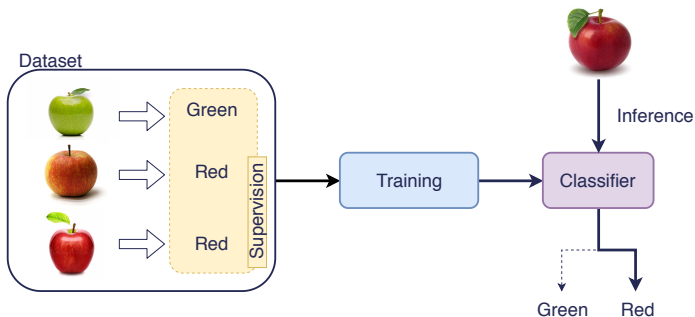 Dataset
Green
Red
Red
Supervision
Training
Inference
Classifier
Green
Red